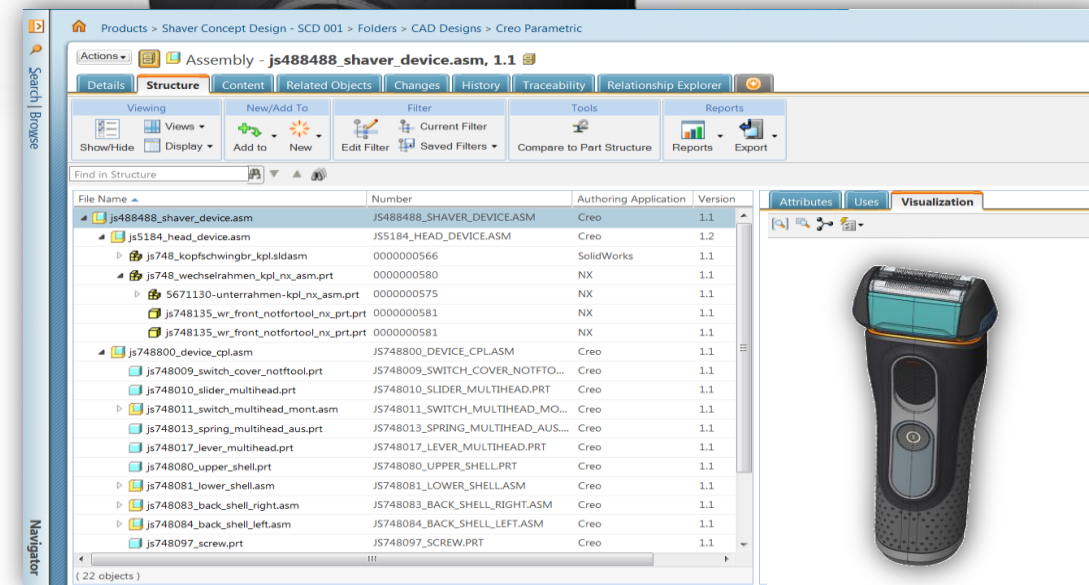 Products > Shaver Concept Design - SCD 001 > Folders > CAD Designs > Creo Parametric
Search | Browse
Navigator
Actions
Assembly - js488488_shaver_device.asm, 1.1
Details Structure Content Related Objects Changes History Traceability Relationship Explorer
Viewing New/Add To Filter Tools Reports
Show/Hide Views Display Add to New Edit Filter Current Filter Saved Filters Compare to Part Structure Reports Export
Find in Structure
File Name Number Authoring Application Version
js488488_shaver_device.asm JS488488_SHAVER_DEVICE.ASM Creo 1.1
js5184_head_device.asm JS5184_HEAD_DEVICE.ASM Creo 1.2
js748_kopfschwingbr_kpl.sldasm 0000000566 SolidWorks 1.1
js748_wechselrahmen_kpl_nx_asm.prt 0000000580 NX 1.1
5671130-unterrahmen-kpl_nx_asm.prt 0000000575 NX 1.1
js748135_wr_front_notfortool_nx_prt.prt 0000000581 NX 1.1
js748135_wr_front_notfortool_nx_prt.prt 0000000581 NX 1.1
js748800_device_cpl.asm JS748800_DEVICE_CPL.ASM Creo 1.1
js748009_switch_cover_notftool.prt JS748009_SWITCH_COVER_NOTFTO... Creo 1.1
js748010_slider_multihead.prt JS748010_SLIDER_MULTIHEAD.PRT Creo 1.1
js748011_switch_multihead_mont.asm JS748011_SWITCH_MULTIHEAD_MO... Creo 1.1
js748013_spring_multihead_aus.prt JS748013_SPRING_MULTIHEAD_AUS.... Creo 1.1
js748017_lever_multihead.prt JS748017_LEVER_MULTIHEAD.PRT Creo 1.1
js748080_upper_shell.prt JS748080_UPPER_SHELL.PRT Creo 1.1
js748081_lower_shell.asm JS748081_LOWER_SHELL.ASM Creo 1.1
js748083_back_shell_right.asm JS748083_BACK_SHELL_RIGHT.ASM Creo 1.1
js748084_back_shell_left.asm JS748084_BACK_SHELL_LEFT.ASM Creo 1.1
js748097_screw.prt JS748097_SCREW.PRT Creo 1.1
( 22 objects )
Attributes Uses Visualization